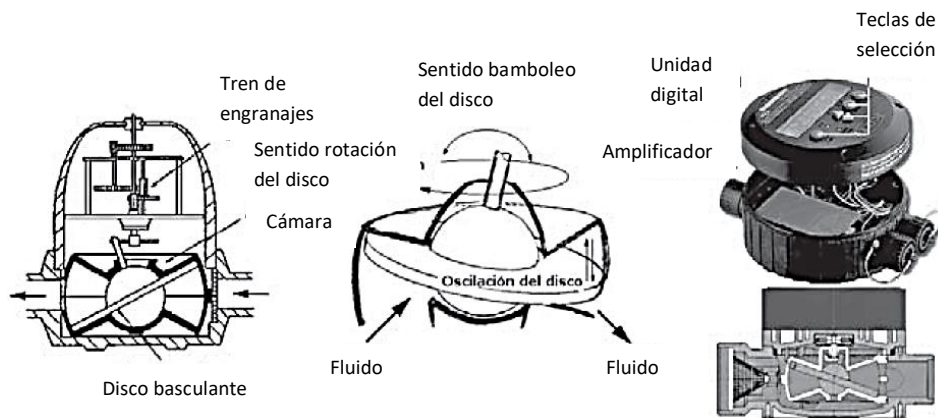 Tren de
engranajes
Sentido rotación
del disco
Cámara
Disco basculante
Sentido bamboleo
del disco
Oscilación del disco
Fluido
Fluido
Unidad
digital
Amplificador
Teclas de
selección